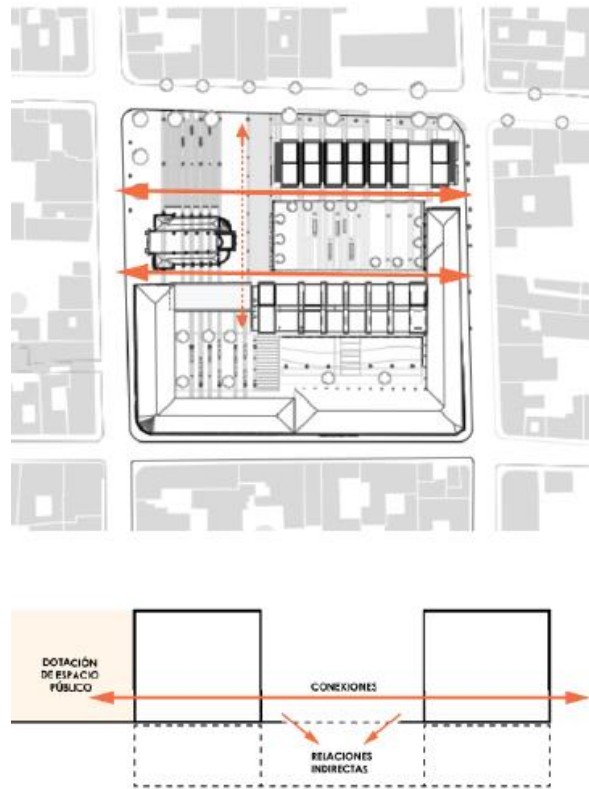 DOTACIÓN
DE ESPACIO
PÚBLICO
CONEXIONES
RELACIONES
INDIRECTAS